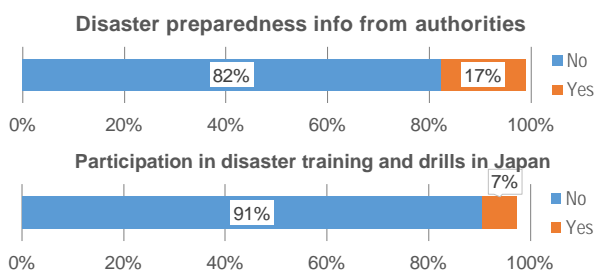 Disaster preparedness info from authorities
82% 17%
No
Yes
0% 20% 40% 60% 80% 100%
Participation in disaster training and drills in Japan
7%
91%
No
Yes
0% 20% 40% 60% 80% 100%